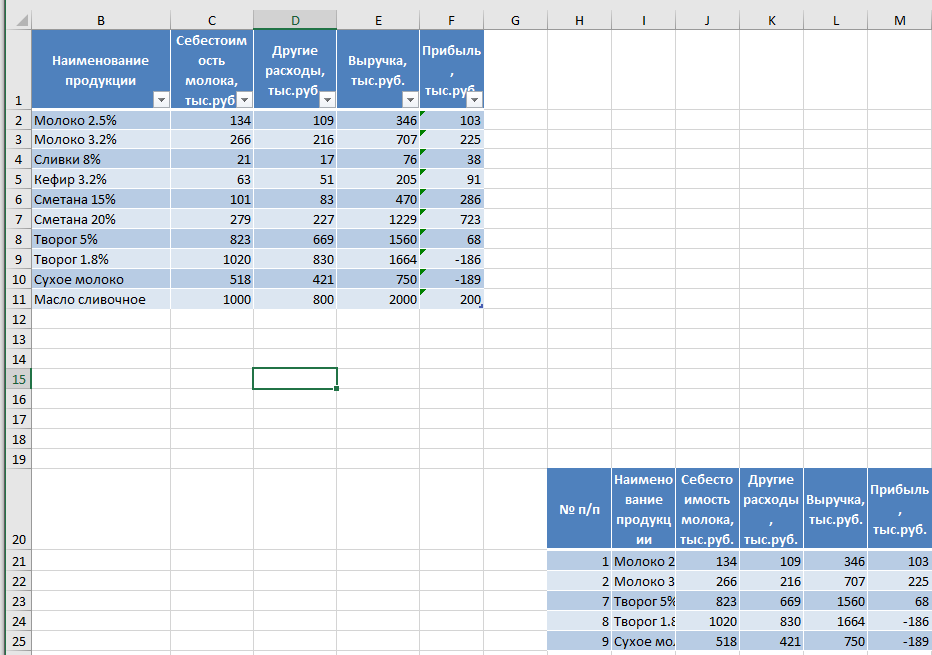 B C D E F G H I J K L M
1 Наименование продукции Себестоимость молока, тыс.руб Другие расходы, тыс.руб Выручка, тыс.руб. Прибыль, тыс.руб.
2 Молоко 2.5% 134 109 346 103
3 Молоко 3.2% 266 216 707 225
4 Сливки 8% 21 17 76 38
5 Кефир 3.2% 63 51 205 91
6 Сметана 15% 101 83 470 286
7 Сметана 20% 279 227 1229 723
8 Творог 5% 823 669 1560 68
9 Творог 1.8% 1020 830 1664 -186
10 Сухое молоко 518 421 750 -189
11 Масло сливочное 1000 800 2000 200
12
13
14
15
16
17
18
19
20 № п/п Наименование продукции Себестоимость молока, тыс.руб. Другие расходы, тыс.руб. Выручка, тыс.руб. Прибыль, тыс.руб.
21 1 Молоко 2 134 109 346 103
22 2 Молоко 3 266 216 707 225
23 7 Творог 5% 823 669 1560 68
24 8 Творог 1.8 1020 830 1664 -186
25 9 Сухое мо 518 421 750 -189